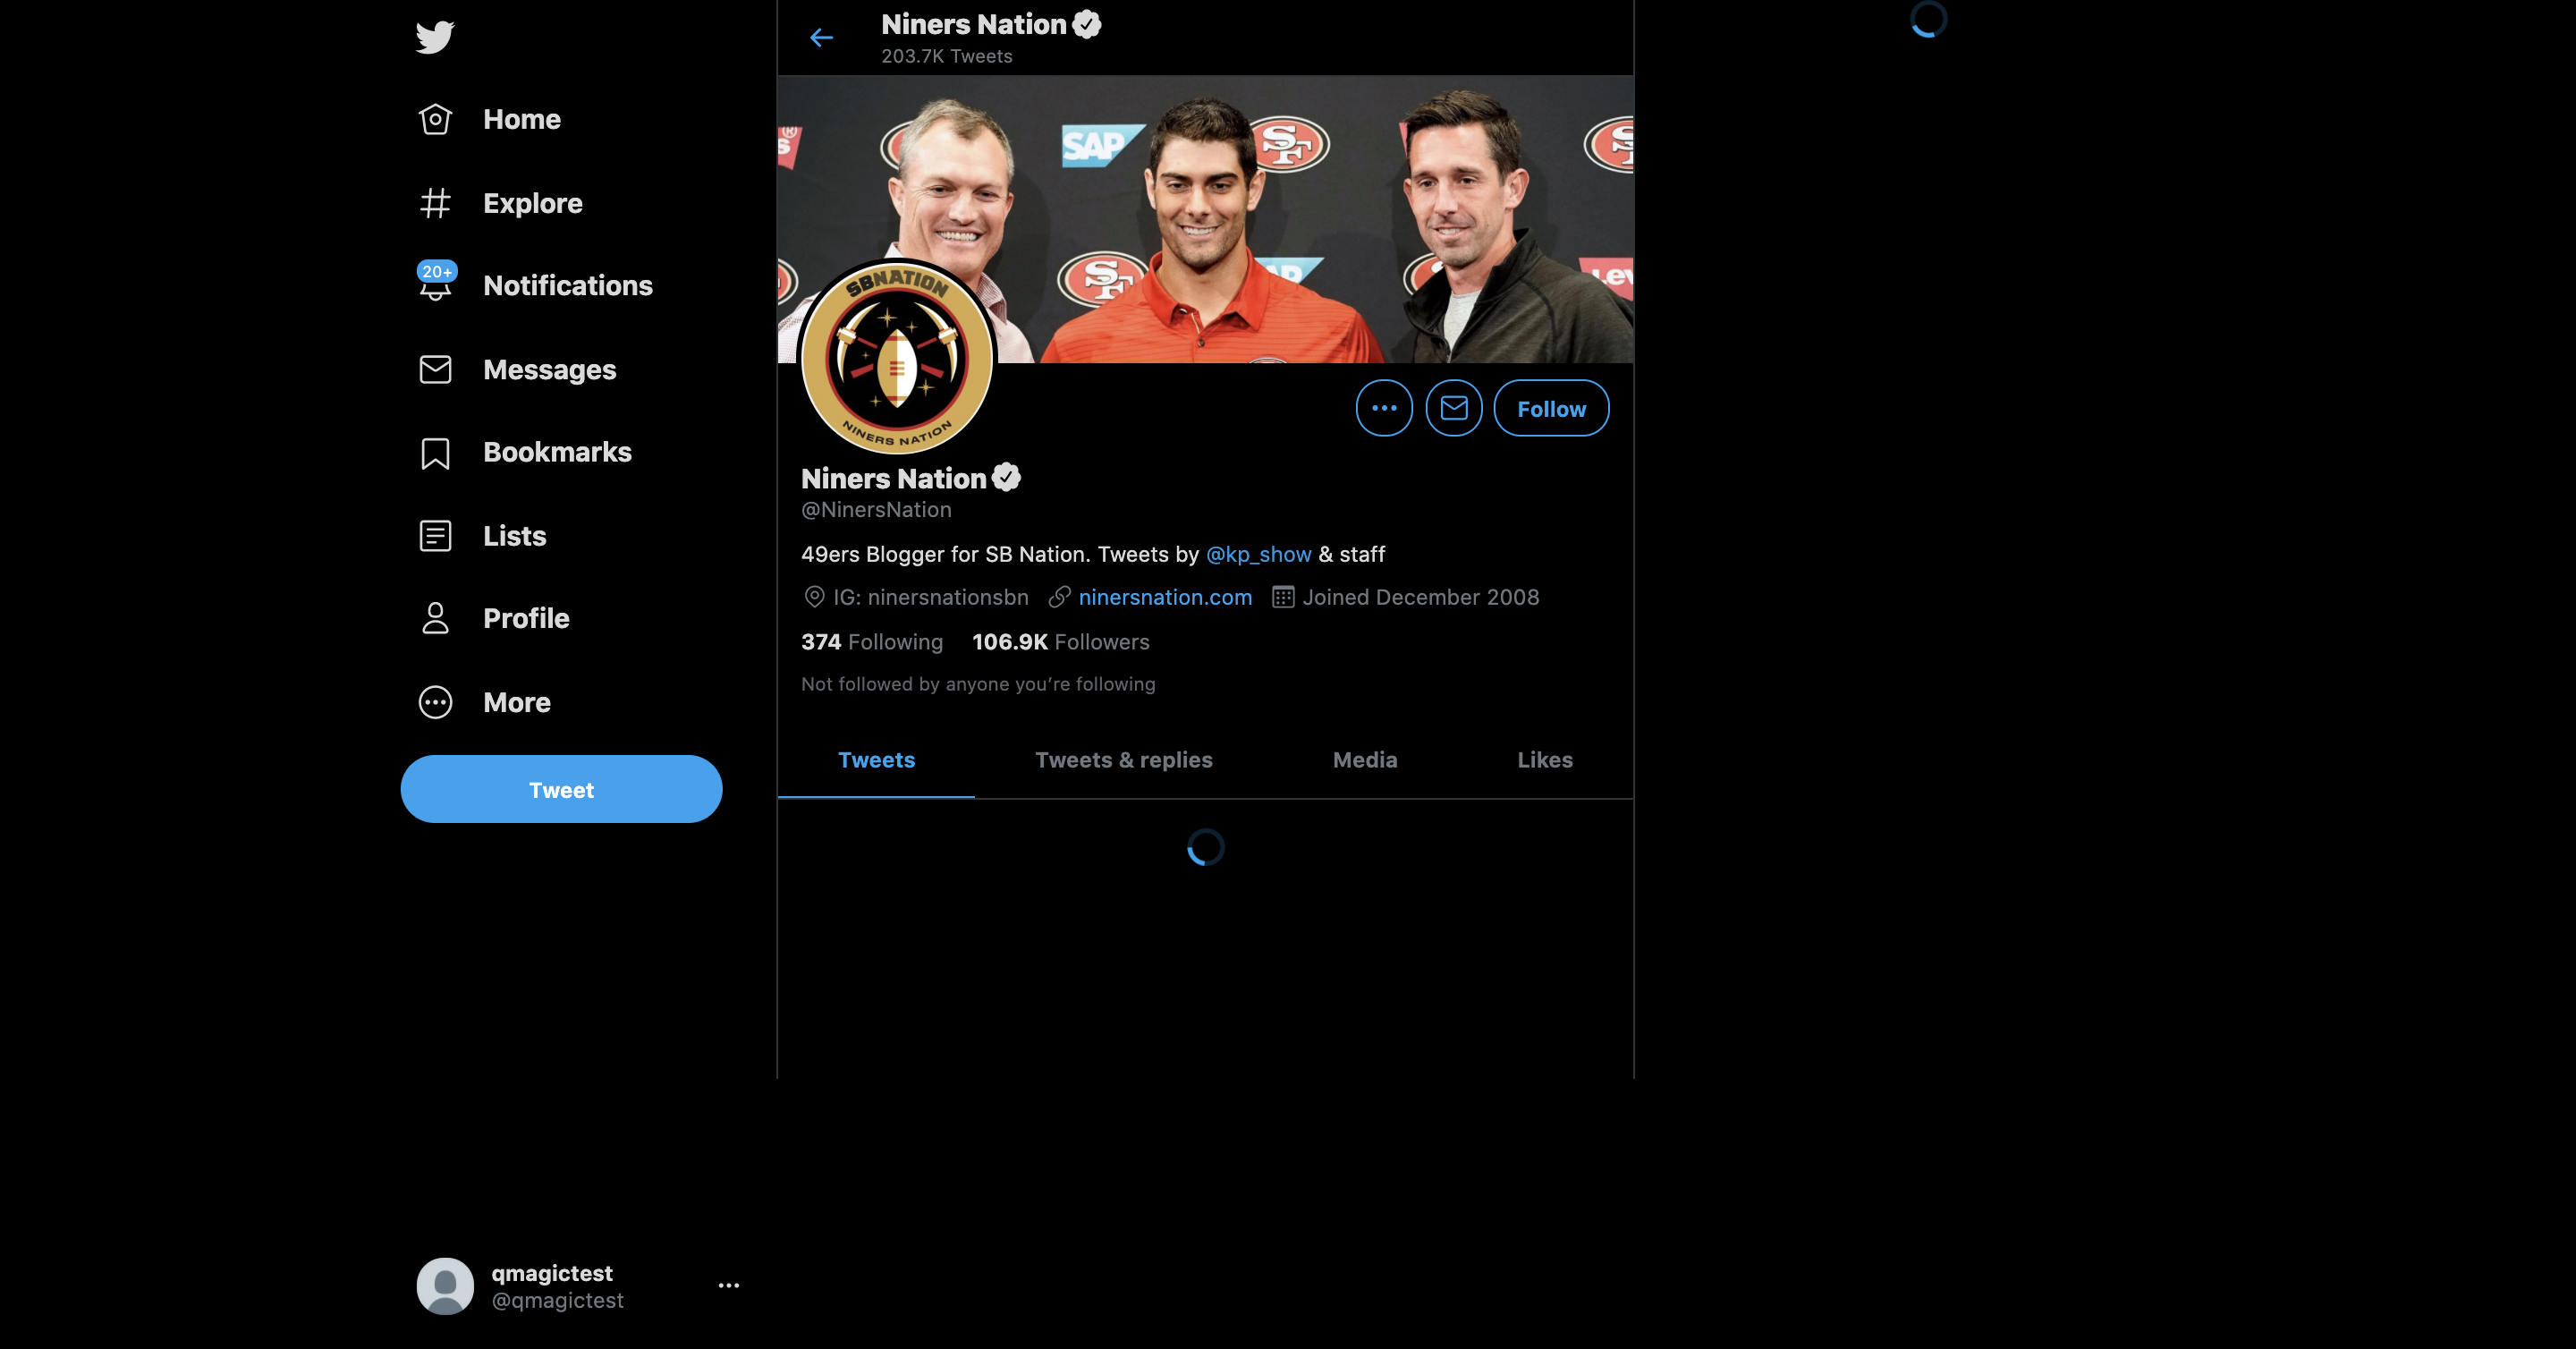 Home
Explore
20+
Notifications
Messages
Bookmarks
Lists
Profile
More
Tweet
qmagictest
@qmagictest
Niners Nation
203.7K Tweets
SAP
SF
SF
SF
SBNATION
NINERS NATION
Follow
Niners Nation
@NinersNation
49ers Blogger for SB Nation. Tweets by @kp_show & staff
IG: ninersnationsbn ninersnation.com Joined December 2008
374 Following 106.9K Followers
Not followed by anyone you’re following
Tweets Tweets & replies Media Likes